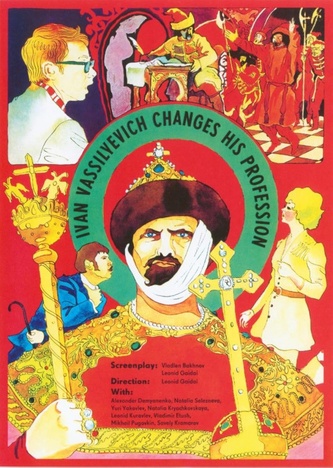 IVAN VASSILYEVICH CHANGES HIS PROFESSION
Screenplay: Vladlen Bakhnov
Leonid Gaidai
Direction: Leonid Gaidai
With:
Alexander Demyanenko, Natalia Selezneva,
Yuri Yakovlev, Natalia Krachkovskaya,
Leonid Kuravlev, Vladimir Etush,
Mikhail Pugovkin, Savely Kramarov